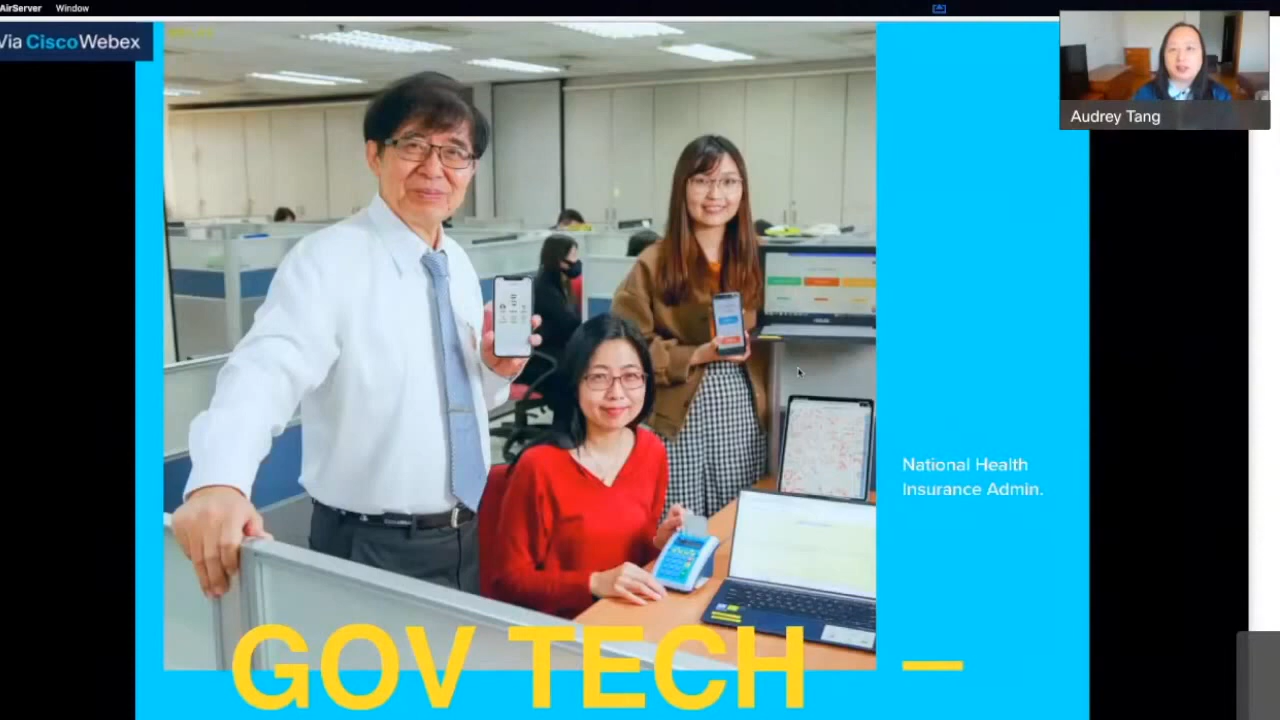 AirServer Window
Via CiscoWebex
Audrey Tang
National Health
Insurance Admin.
GOV TECH